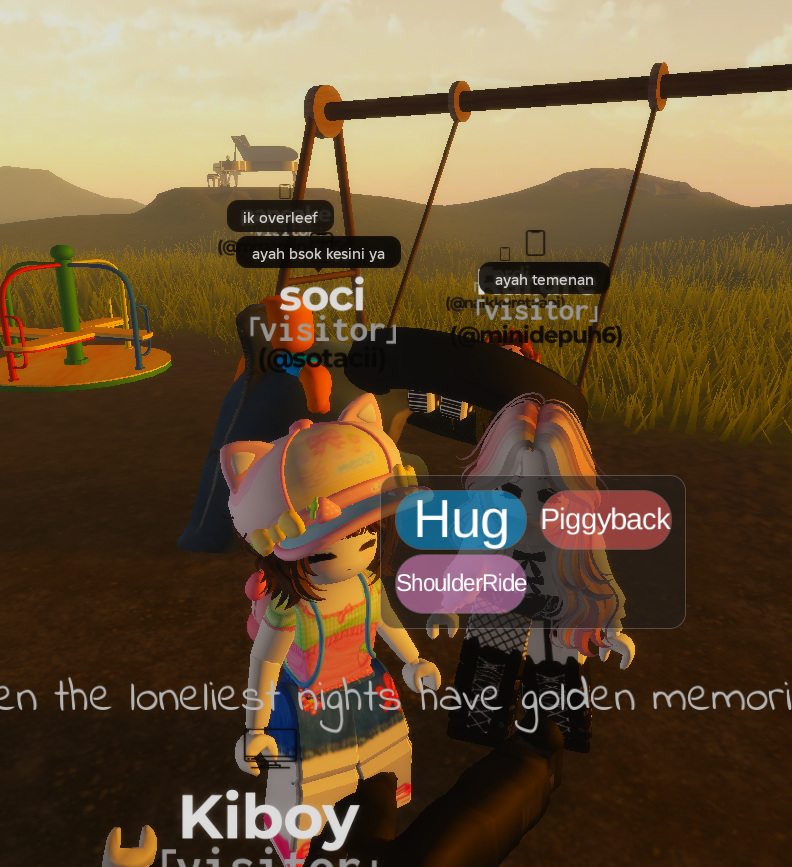 ik overleef
ayah bsok kesini ya
ayah temenan
soci
「visitor」
(@sotacii)
「visitor」
(@minidepuh6)
Hug
Piggyback
ShoulderRide
en the loneliest nights have golden memori
Kiboy
「visitor」